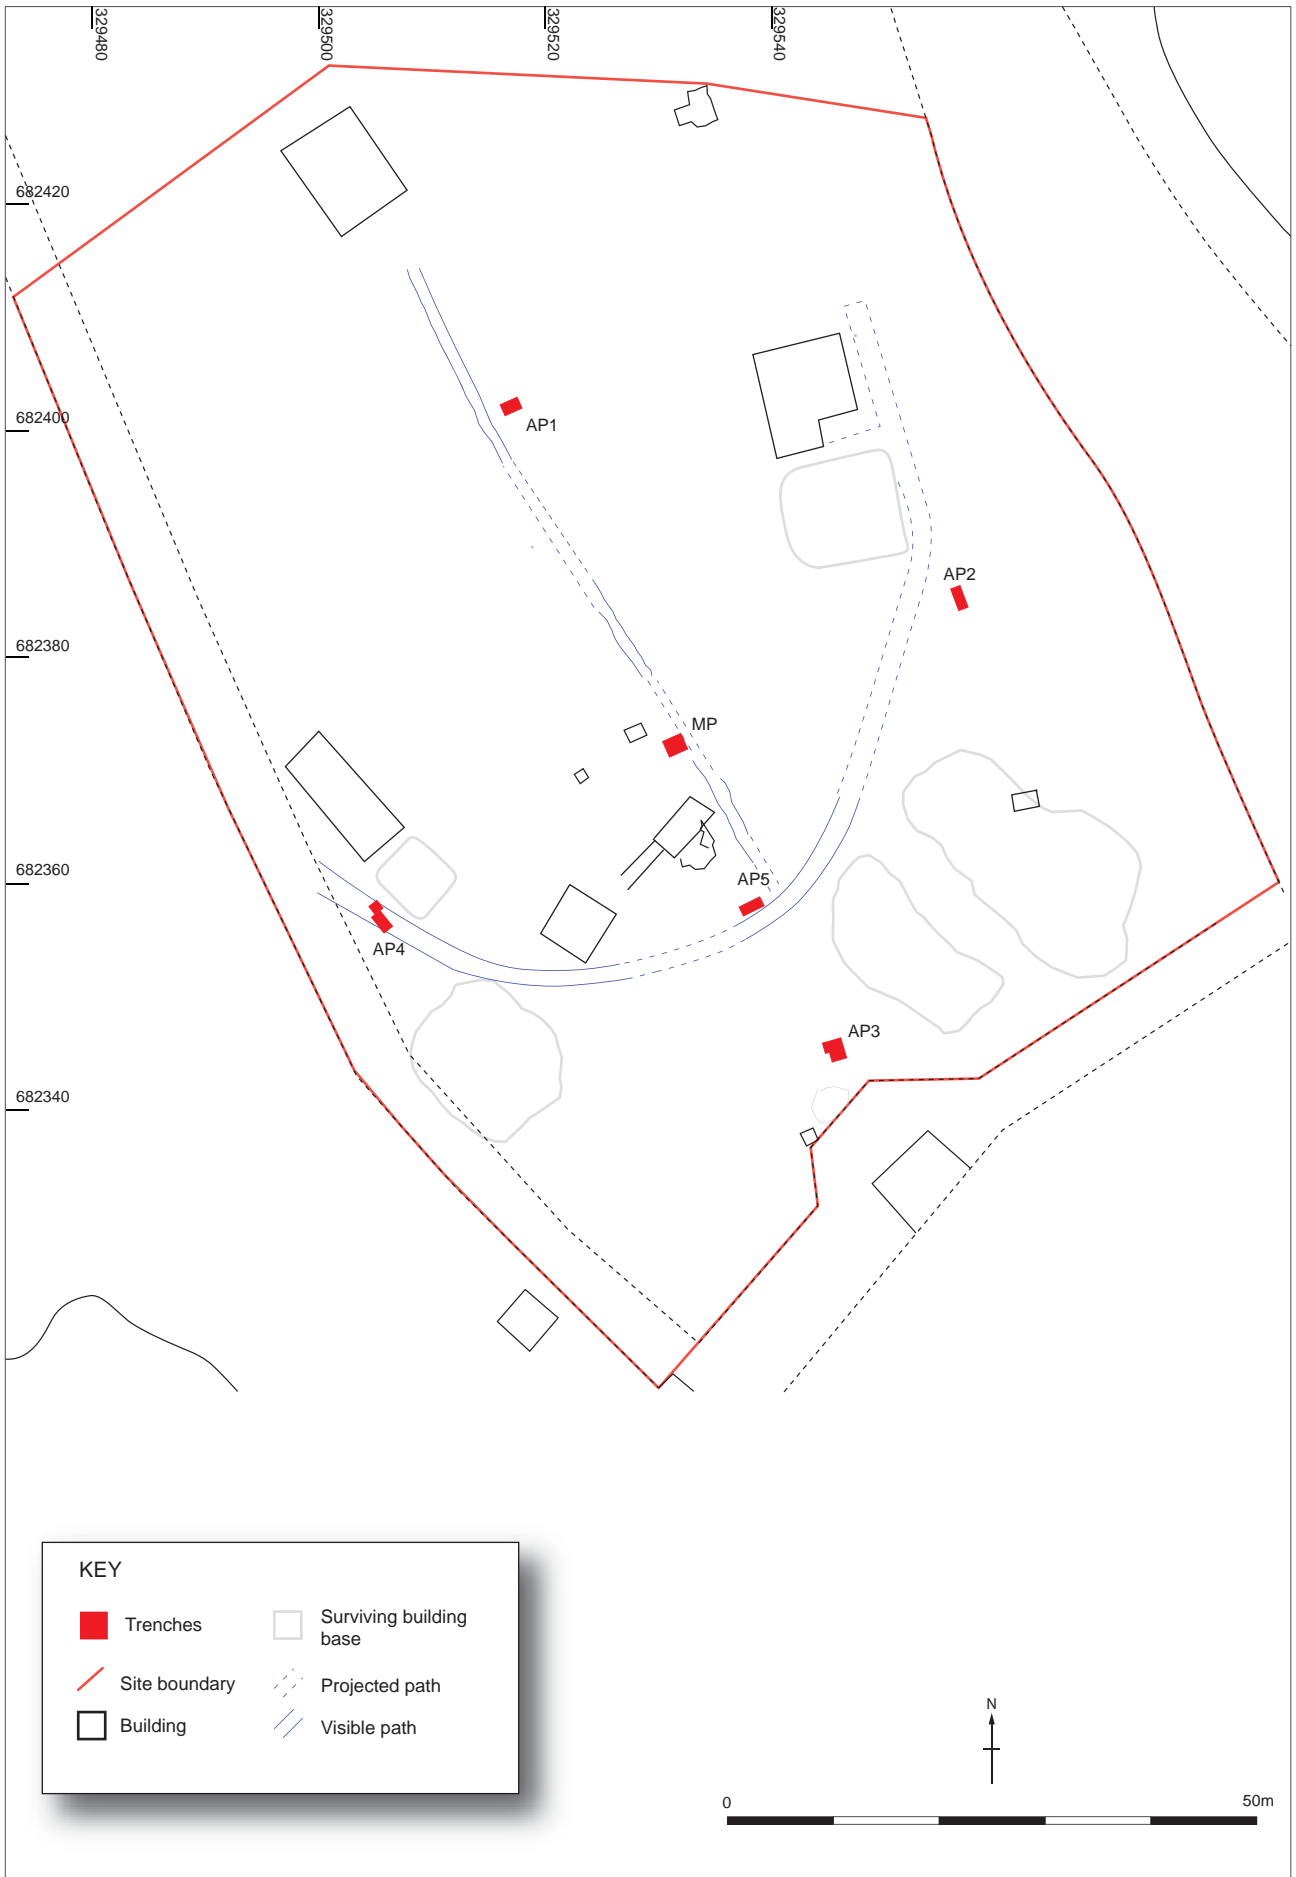 329480
329500
329520
329540
682420
682400
AP1
AP2
682380
MP
682360
AP5
AP4
AP3
682340
KEY
Trenches
Surviving building
base
Site boundary
Projected path
Building
Visible path
N
0
50m